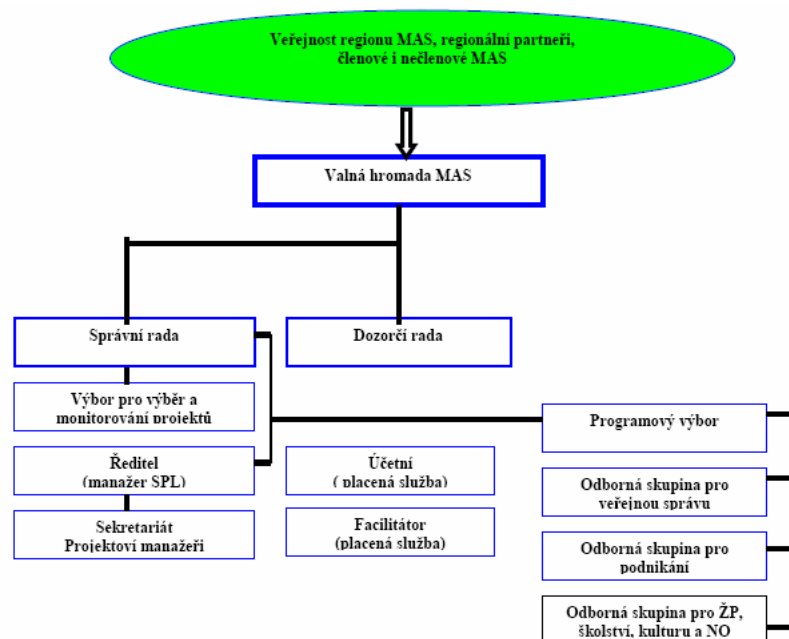 Veřejnost regionu MAS, regionální partneři,
členové i nečlenové MAS
Valná hromada MAS
Správní rada
Dozorčí rada
Výbor pro výběr a
monitorování projektů
Programový výbor
Ředitel
(manažer SPL)
Účetní
( placená služba)
Odborná skupina pro
veřejnou správu
Sekretariát
Projektoví manažeři
Facilitátor
(placená služba)
Odborná skupina pro
podnikání
Odborná skupina pro ŽP,
školství, kulturu a NO